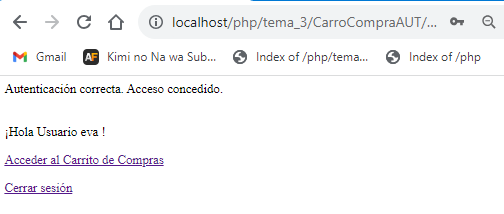 localhost/php/tema_3/CarroCompraAUT/...
Gmail
AF Kimi no Na wa Sub...
Index of /php/tema...
Index of /php
Autenticación correcta. Acceso concedido.
¡Hola Usuario eva !
Acceder al Carrito de Compras
Cerrar sesión